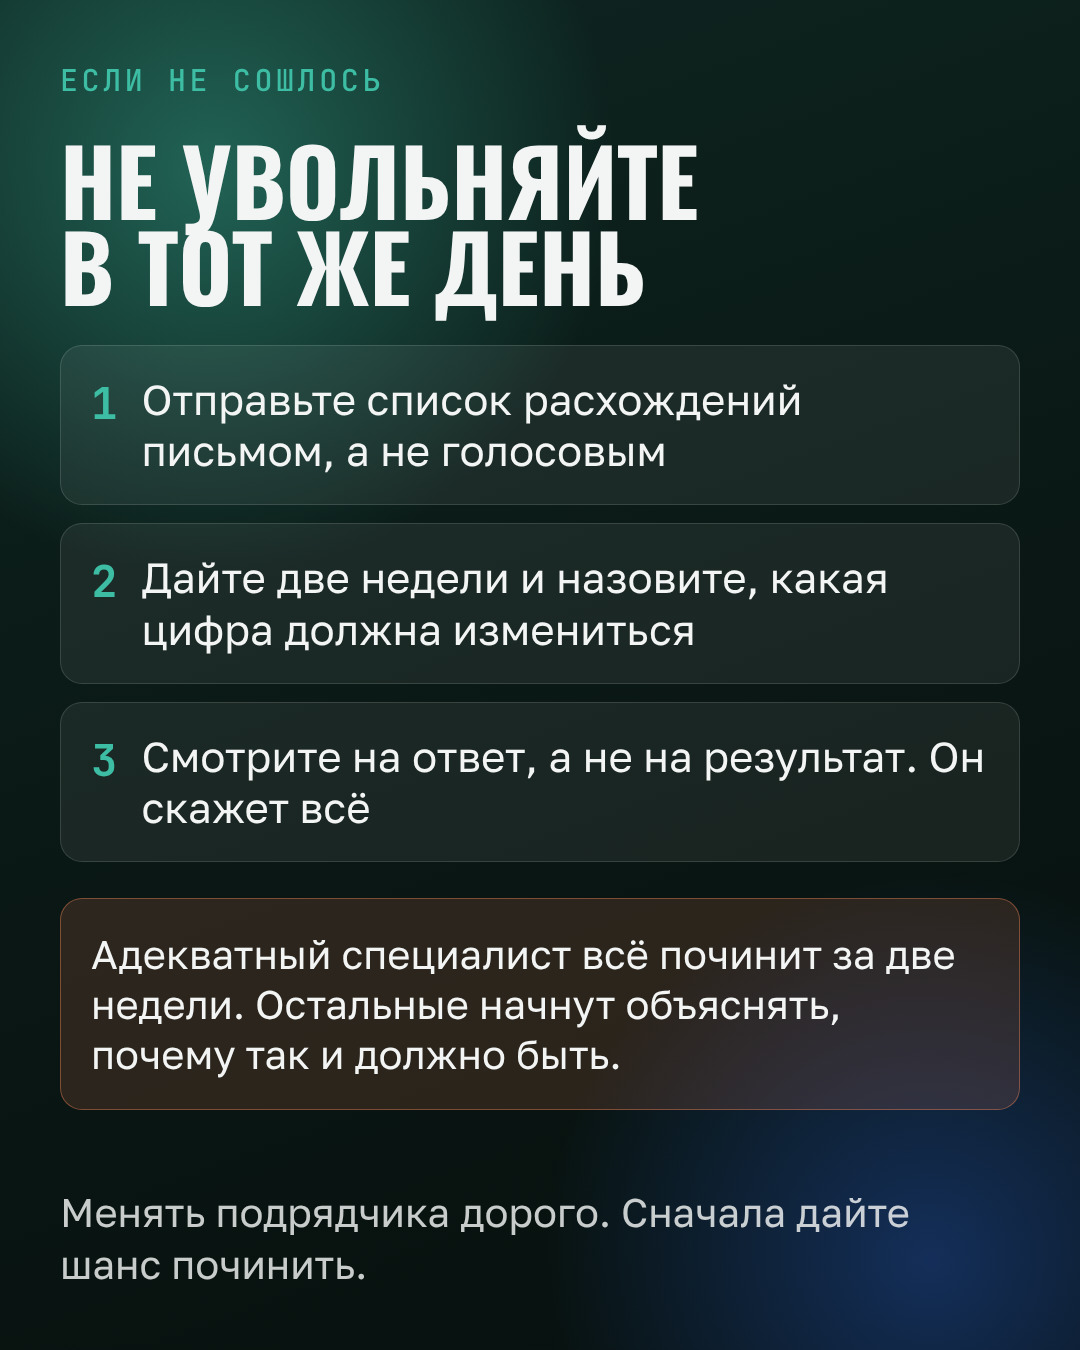 ЕСЛИ НЕ СОШЛОСЬ
НЕ УВОЛЬНЯЙТЕ
В ТОТ ЖЕ ДЕНЬ
1 Отправьте список расхождений
письмом, а не голосовым
2 Дайте две недели и назовите, какая
цифра должна измениться
3 Смотрите на ответ, а не на результат. Он
скажет всё
Адекватный специалист всё починит за две
недели. Остальные начнут объяснять,
почему так и должно быть.
Менять подрядчика дорого. Сначала дайте
шанс починить.